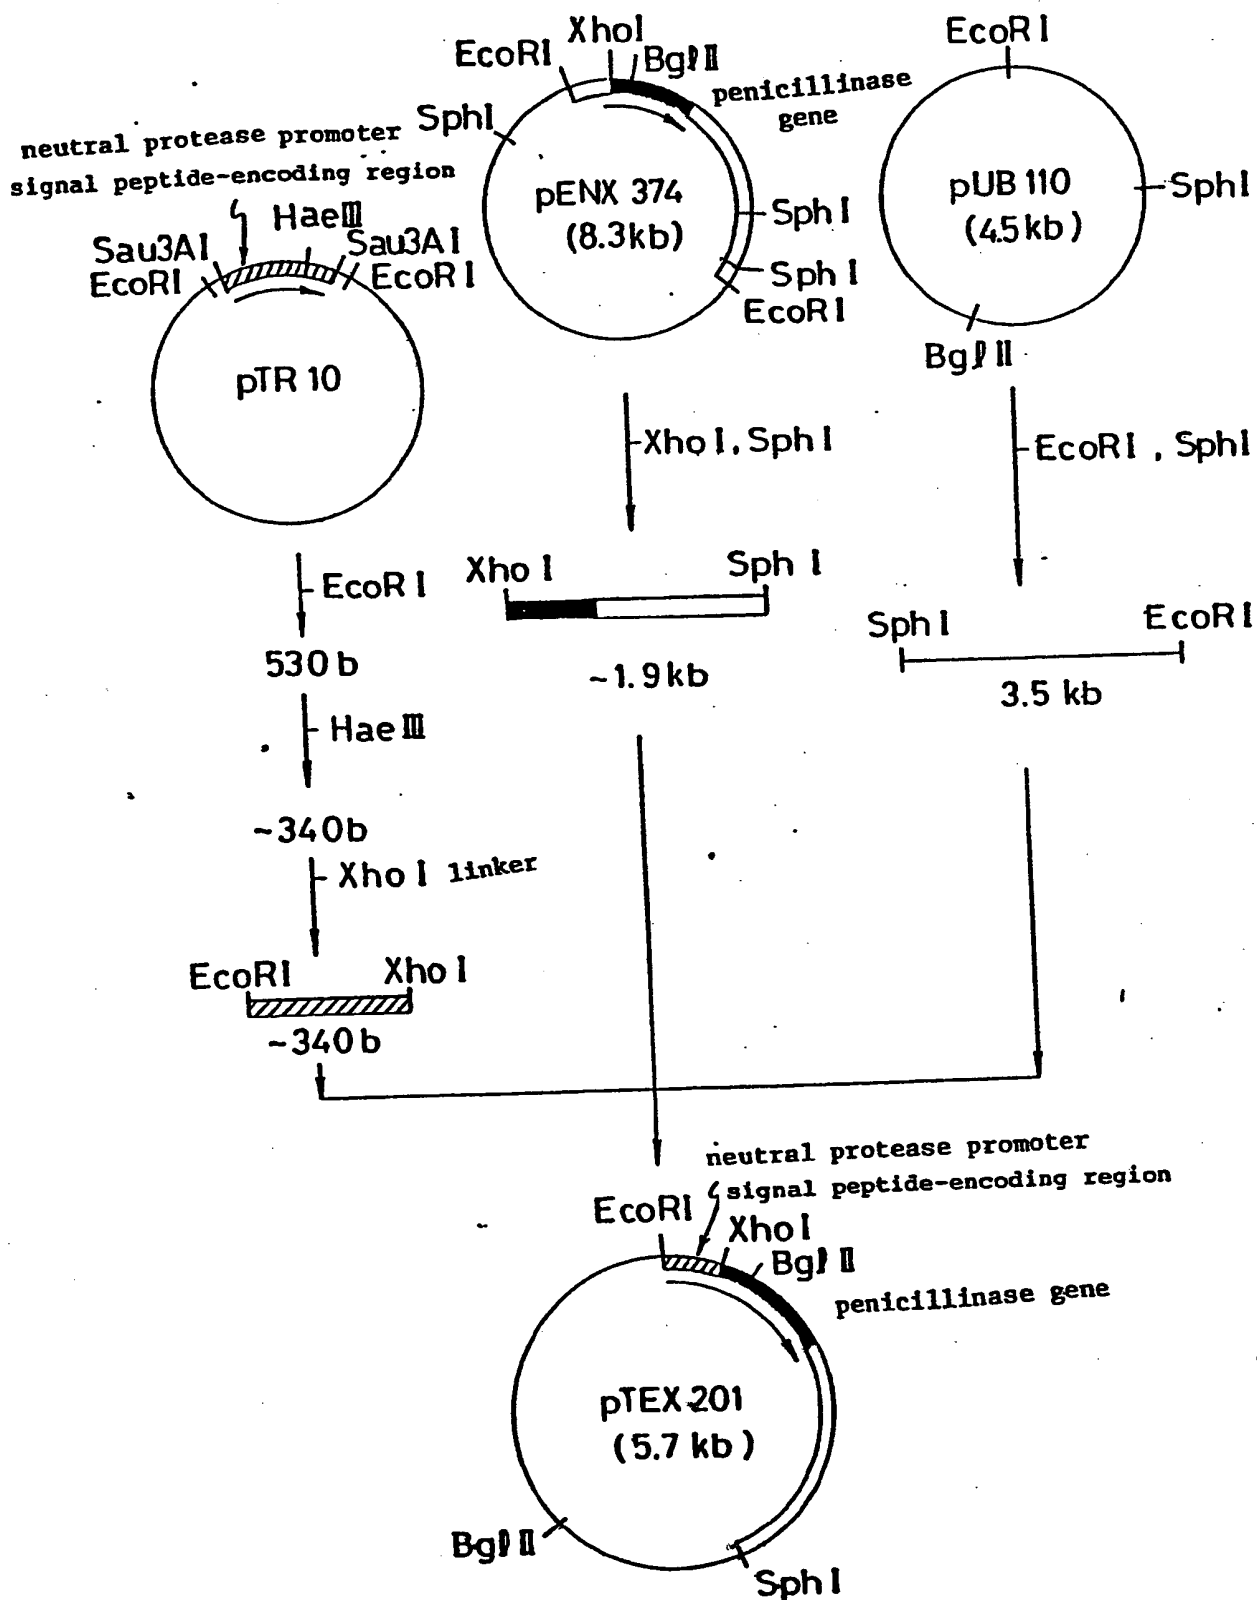 EcoRI
XhoI
BglII
penicillinase
gene
SphI
pENX 374
(8.3kb)
SphI
SphI
EcoRI
EcoRI
SphI
pUB 110
(4.5kb)
BglII
neutral protease promoter
signal peptide-encoding region
HaeIII
Sau3AI
EcoRI
Sau3AI
EcoRI
pTR 10
EcoRI
530b
HaeIII
~340b
XhoI linker
EcoRI
XhoI
~340b
XhoI, SphI
XhoI
SphI
~1.9kb
EcoRI, SphI
SphI
EcoRI
3.5 kb
neutral protease promoter
signal peptide-encoding region
EcoRI
XhoI
BglII
penicillinase gene
pTEX 201
(5.7 kb)
BglII
SphI